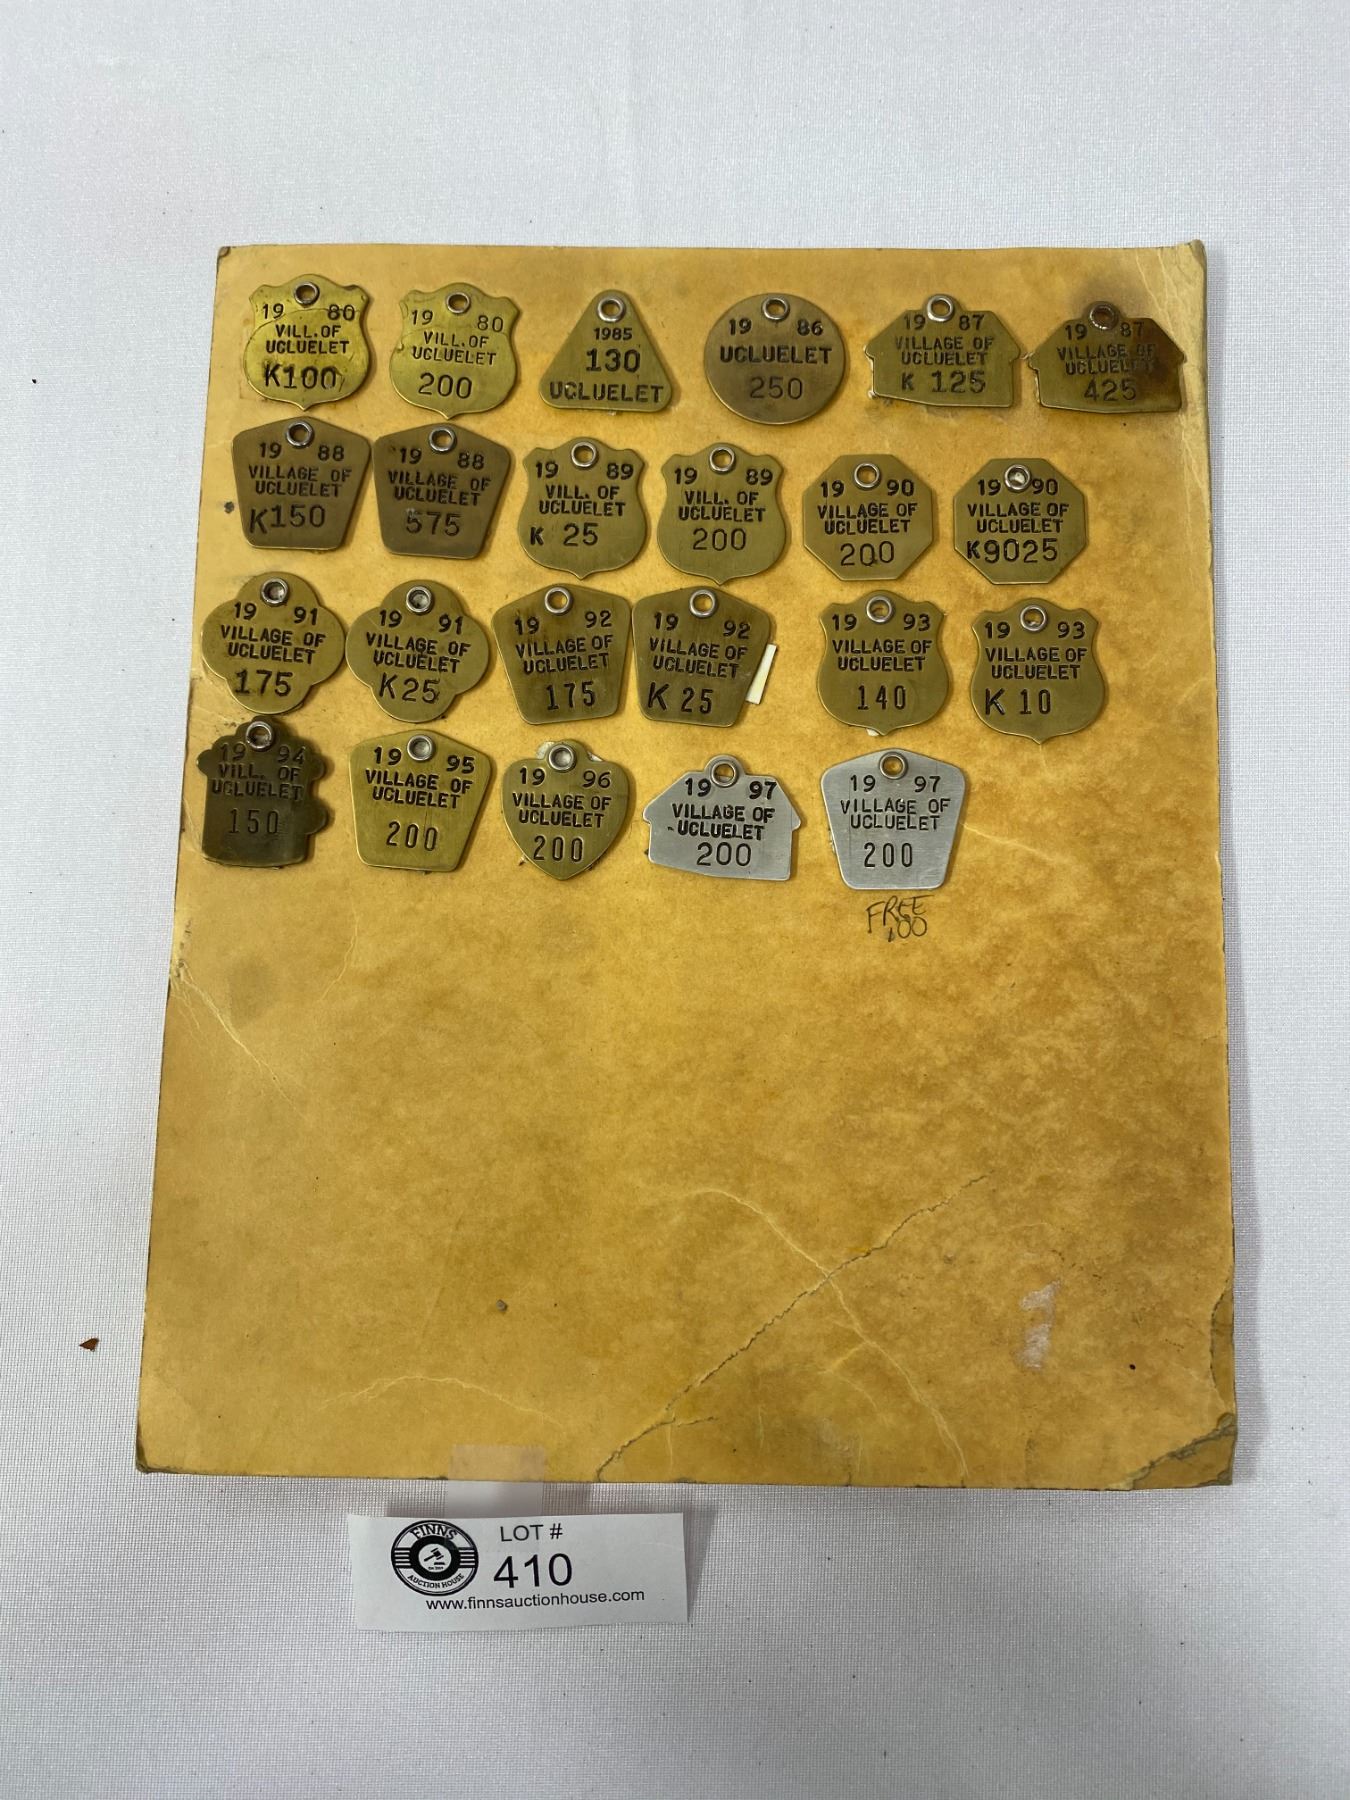 19 80
VILL. OF
UCLUELET
K100
19 80
VILL. OF
UCLUELET
200
1985
130
UCLUELET
19 86
UCLUELET
250
19 87
VILLAGE OF
UCLUELET
K 125
19 87
VILLAGE OF
UCLUELET
425
19 88
VILLAGE OF
UCLUELET
K150
19 88
VILLAGE OF
UCLUELET
575
19 89
VILL. OF
UCLUELET
K 25
19 89
VILL. OF
UCLUELET
200
19 90
VILLAGE OF
UCLUELET
200
19 90
VILLAGE OF
UCLUELET
K9025
19 91
VILLAGE OF
UCLUELET
175
19 91
VILLAGE OF
UCLUELET
K25
19 92
VILLAGE OF
UCLUELET
175
19 92
VILLAGE OF
UCLUELET
K 25
19 93
VILLAGE OF
UCLUELET
140
19 93
VILLAGE OF
UCLUELET
K 10
19 94
VILL. OF
UCLUELET
150
19 95
VILLAGE OF
UCLUELET
200
19 96
VILLAGE OF
UCLUELET
200
19 97
VILLAGE OF
UCLUELET
200
19 97
VILLAGE OF
UCLUELET
200
FREE
FINNS
AUCTION HOUSE
LOT #
410
www.finnsauctionhouse.com